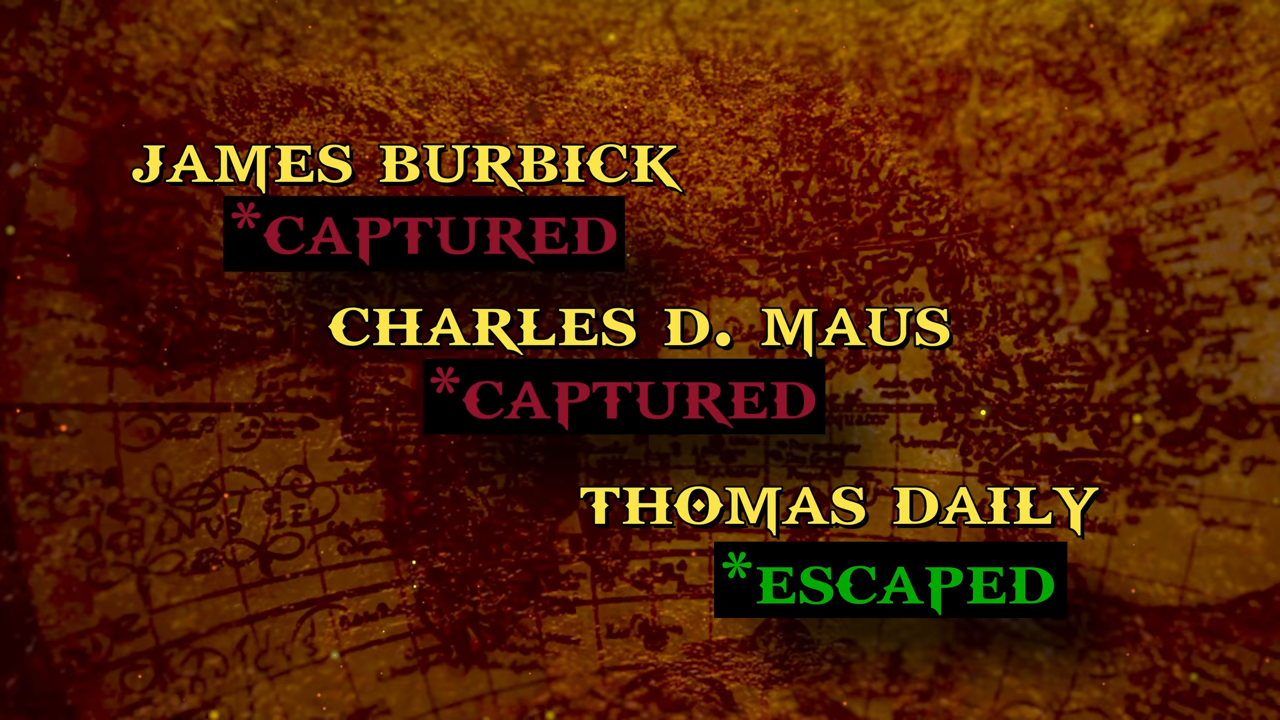 JAMES BURBICK
*CAPTURED
CHARLES D. MAUS
*CAPTURED
THOMAS DAILY
*ESCAPED